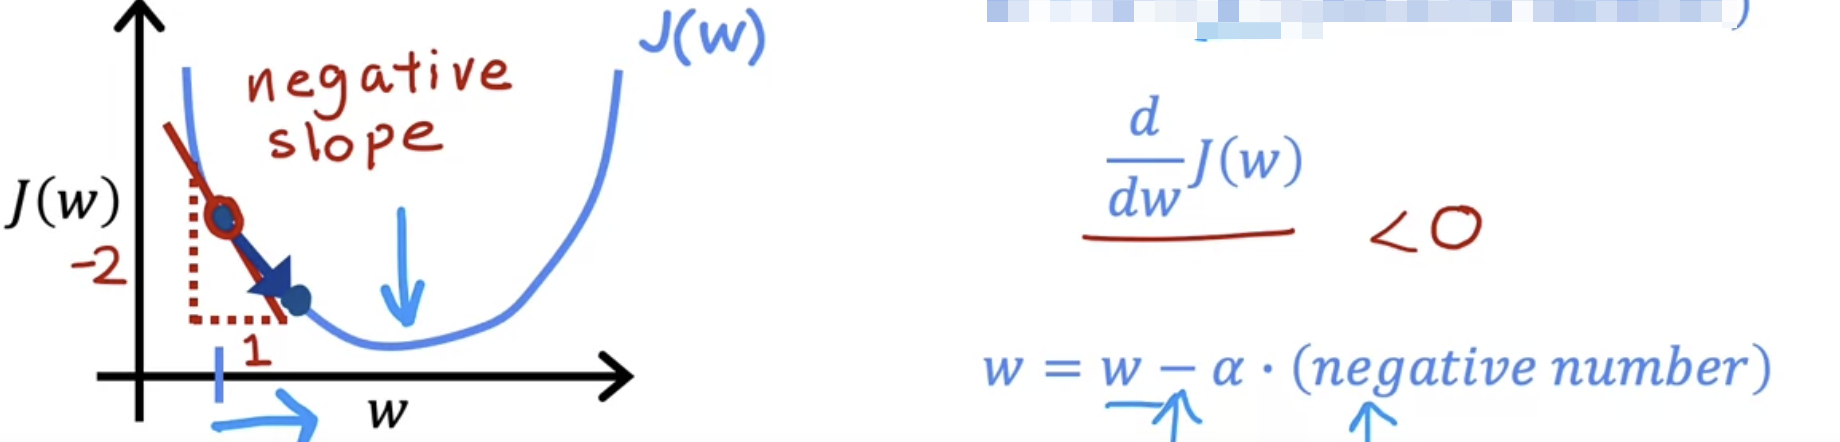 J(w)
negative
slope
J(w)
-2
1
w
)
d
dw
J(w)
<0
w = w − α · (negative number)